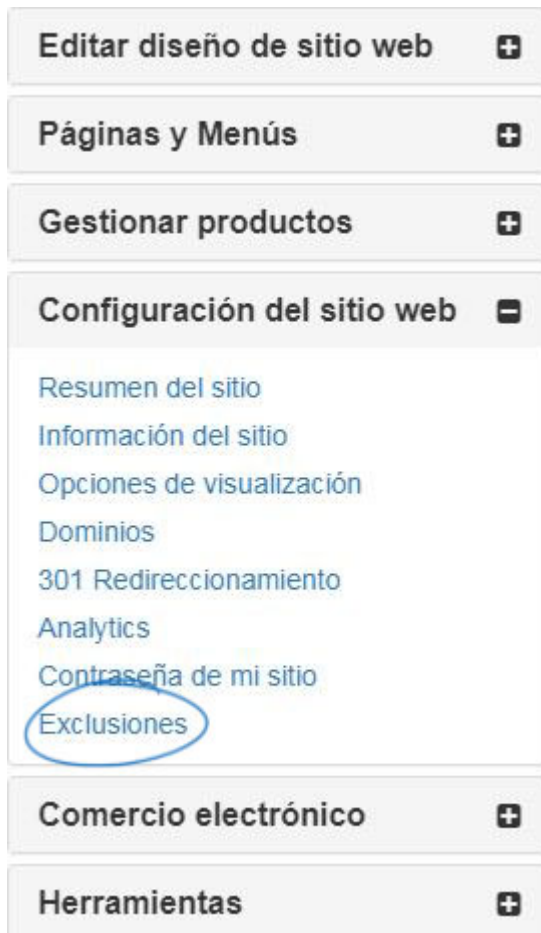 Editar diseño de sitio web
Páginas y Menús
Gestionar productos
Configuración del sitio web
Resumen del sitio
Información del sitio
Opciones de visualización
Dominios
301 Redireccionamiento
Analytics
Contraseña de mi sitio
Exclusiones
Comercio electrónico
Herramientas